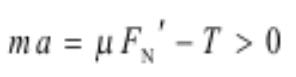 ma = μF_N′ − T > 0